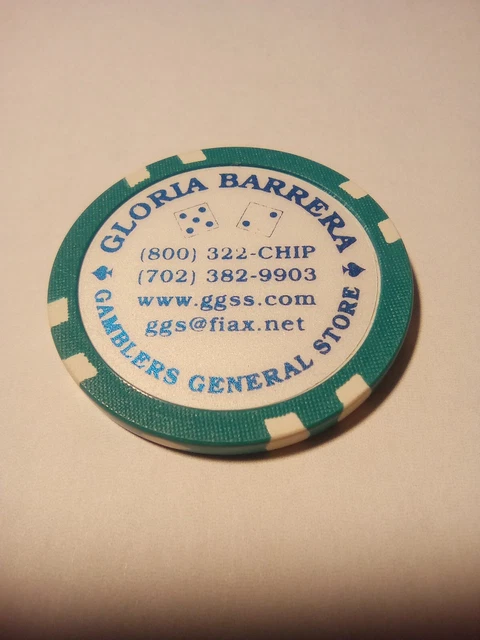 GLORIA BARRERA
(800) 322-CHIP
(702) 382-9903
www.ggss.com
ggs@fiax.net
GAMBLERS GENERAL STORE